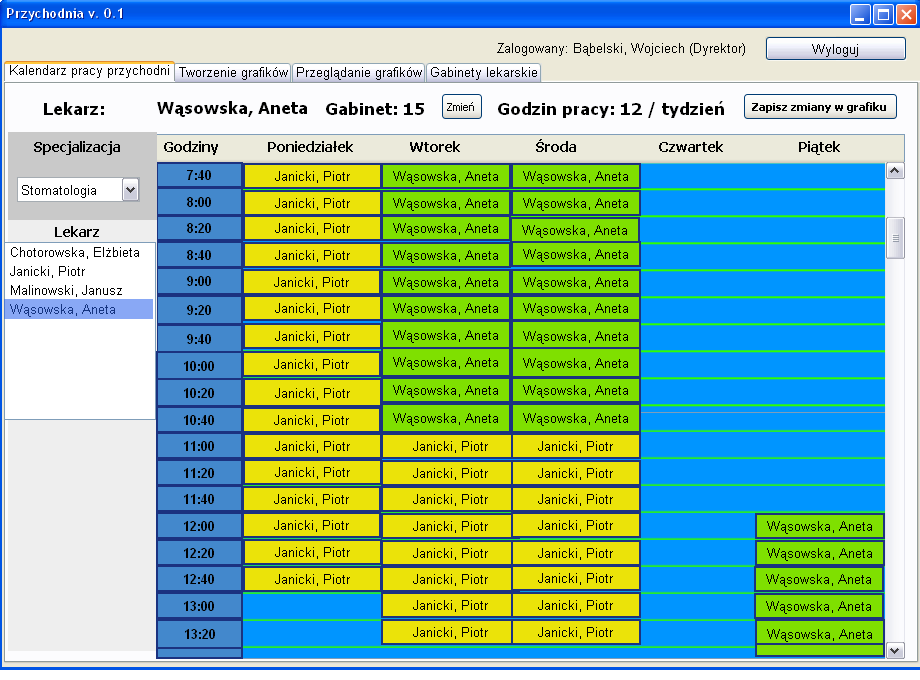 Przychodnia v. 0.1
Zalogowany: Bąbelski, Wojciech (Dyrektor) Wyloguj
Kalendarz pracy przychodni Tworzenie grafików Przeglądanie grafików Gabinety lekarskie
Lekarz: Wąsowska, Aneta Gabinet: 15 Zmień Godzin pracy: 12 / tydzień Zapisz zmiany w grafiku
Specjalizacja
Stomatologia
Lekarz
Chotorowska, Elżbieta
Janicki, Piotr
Malinowski, Janusz
Wąsowska, Aneta
Godziny Poniedziałek Wtorek Środa Czwartek Piątek
7:40 Janicki, Piotr Wąsowska, Aneta Wąsowska, Aneta
8:00 Janicki, Piotr Wąsowska, Aneta Wąsowska, Aneta
8:20 Janicki, Piotr Wąsowska, Aneta Wąsowska, Aneta
8:40 Janicki, Piotr Wąsowska, Aneta Wąsowska, Aneta
9:00 Janicki, Piotr Wąsowska, Aneta Wąsowska, Aneta
9:20 Janicki, Piotr Wąsowska, Aneta Wąsowska, Aneta
9:40 Janicki, Piotr Wąsowska, Aneta Wąsowska, Aneta
10:00 Janicki, Piotr Wąsowska, Aneta Wąsowska, Aneta
10:20 Janicki, Piotr Wąsowska, Aneta Wąsowska, Aneta
10:40 Janicki, Piotr Wąsowska, Aneta Wąsowska, Aneta
11:00 Janicki, Piotr Janicki, Piotr Janicki, Piotr
11:20 Janicki, Piotr Janicki, Piotr Janicki, Piotr
11:40 Janicki, Piotr Janicki, Piotr Janicki, Piotr
12:00 Janicki, Piotr Janicki, Piotr Janicki, Piotr Wąsowska, Aneta
12:20 Janicki, Piotr Janicki, Piotr Janicki, Piotr Wąsowska, Aneta
12:40 Janicki, Piotr Janicki, Piotr Janicki, Piotr Wąsowska, Aneta
13:00 Janicki, Piotr Janicki, Piotr Wąsowska, Aneta
13:20 Janicki, Piotr Janicki, Piotr Wąsowska, Aneta